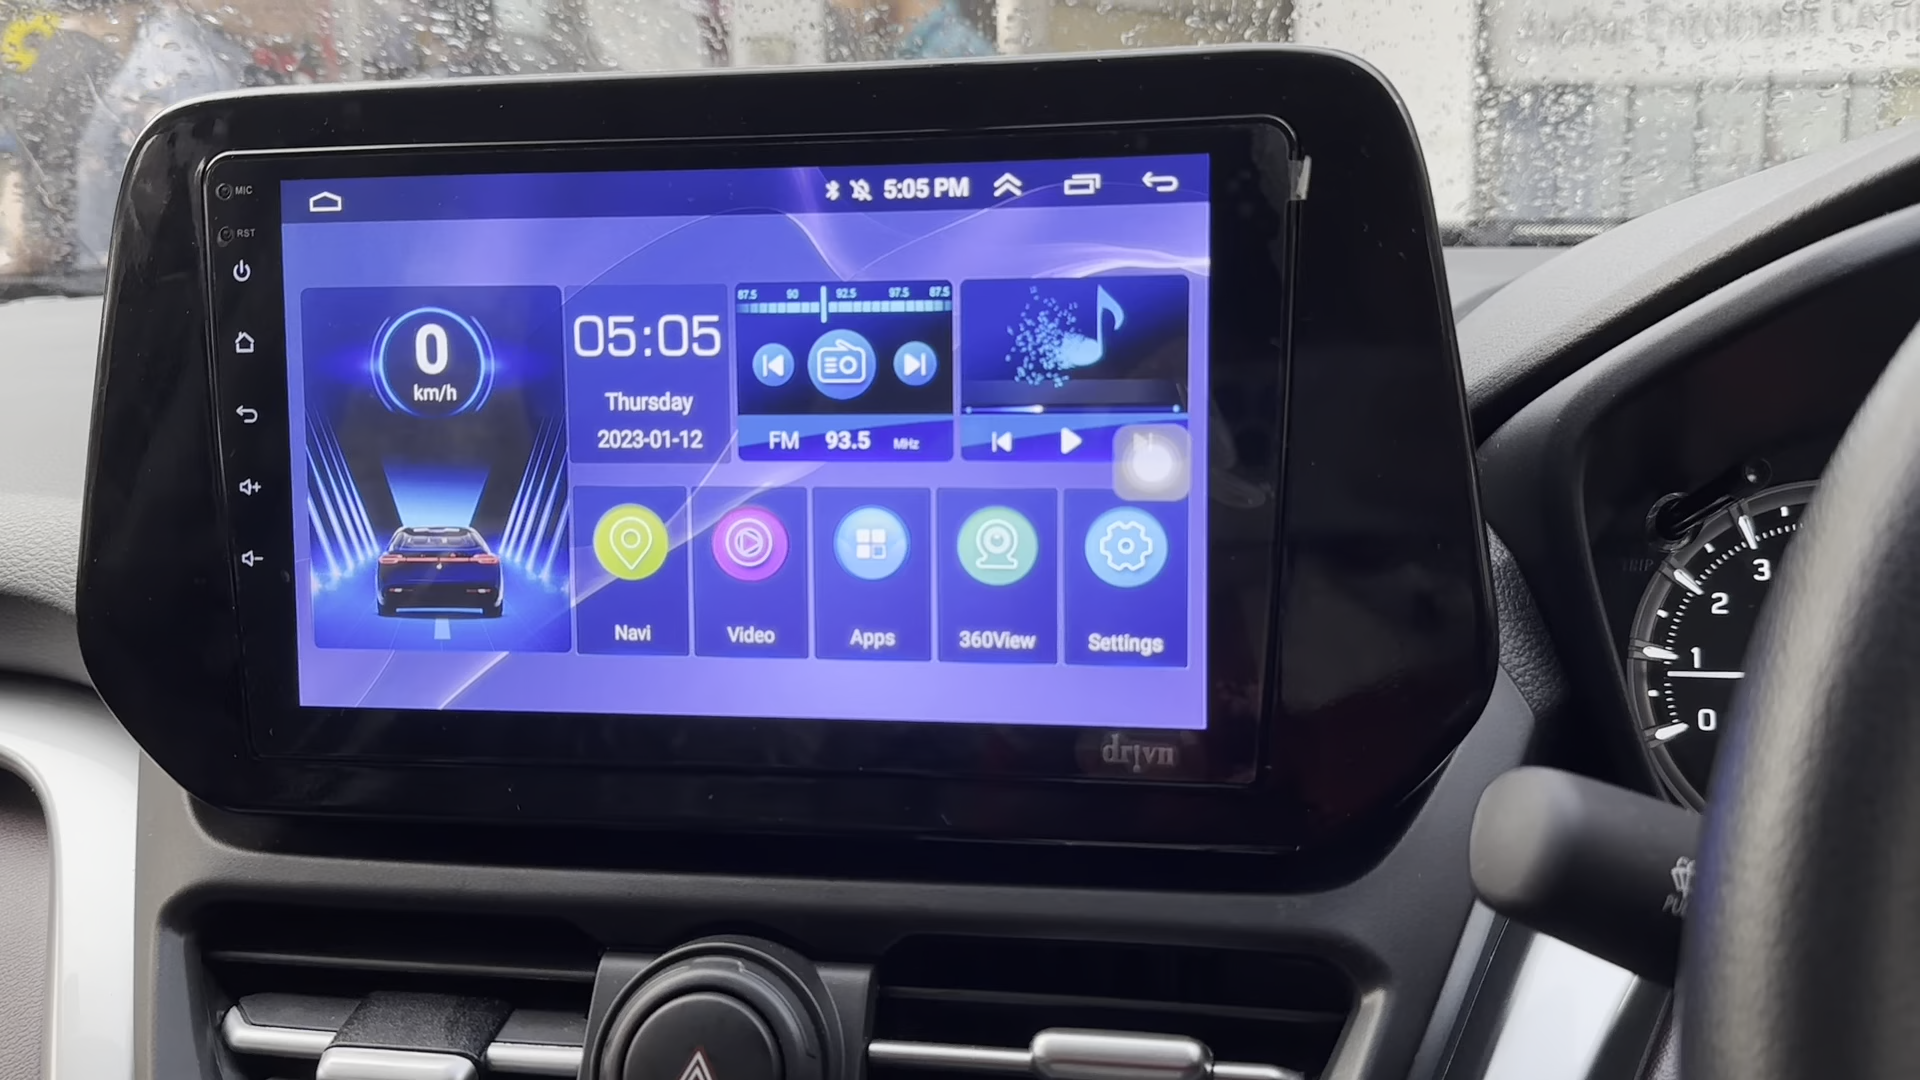 MIC
RST
5:05 PM
0
km/h
05:05
Thursday
2023-01-12
87.5 90 92.5 97.5 87.5
FM 93.5 MHz
Navi
Video
Apps
360View
Settings
drivn
TRIP
3
2
1
0